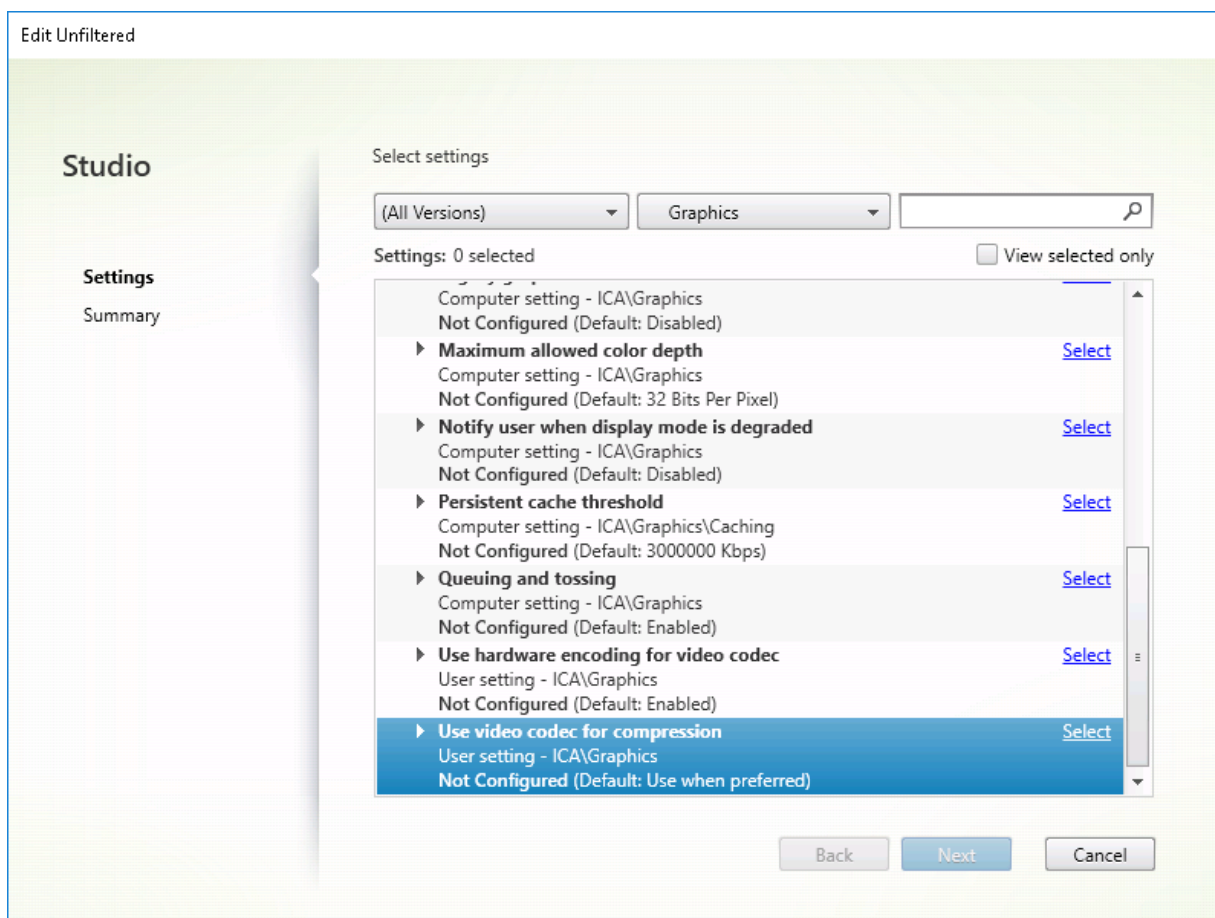 Edit Unfiltered
Studio
Settings
Summary
Select settings
(All Versions)
Graphics
Settings: 0 selected
View selected only
Computer setting - ICA\Graphics
Not Configured (Default: Disabled)
Maximum allowed color depth
Select
Computer setting - ICA\Graphics
Not Configured (Default: 32 Bits Per Pixel)
Notify user when display mode is degraded
Select
Computer setting - ICA\Graphics
Not Configured (Default: Disabled)
Persistent cache threshold
Select
Computer setting - ICA\Graphics\Caching
Not Configured (Default: 3000000 Kbps)
Queuing and tossing
Select
Computer setting - ICA\Graphics
Not Configured (Default: Enabled)
Use hardware encoding for video codec
Select
User setting - ICA\Graphics
Not Configured (Default: Enabled)
Use video codec for compression
Select
User setting - ICA\Graphics
Not Configured (Default: Use when preferred)
Back
Next
Cancel